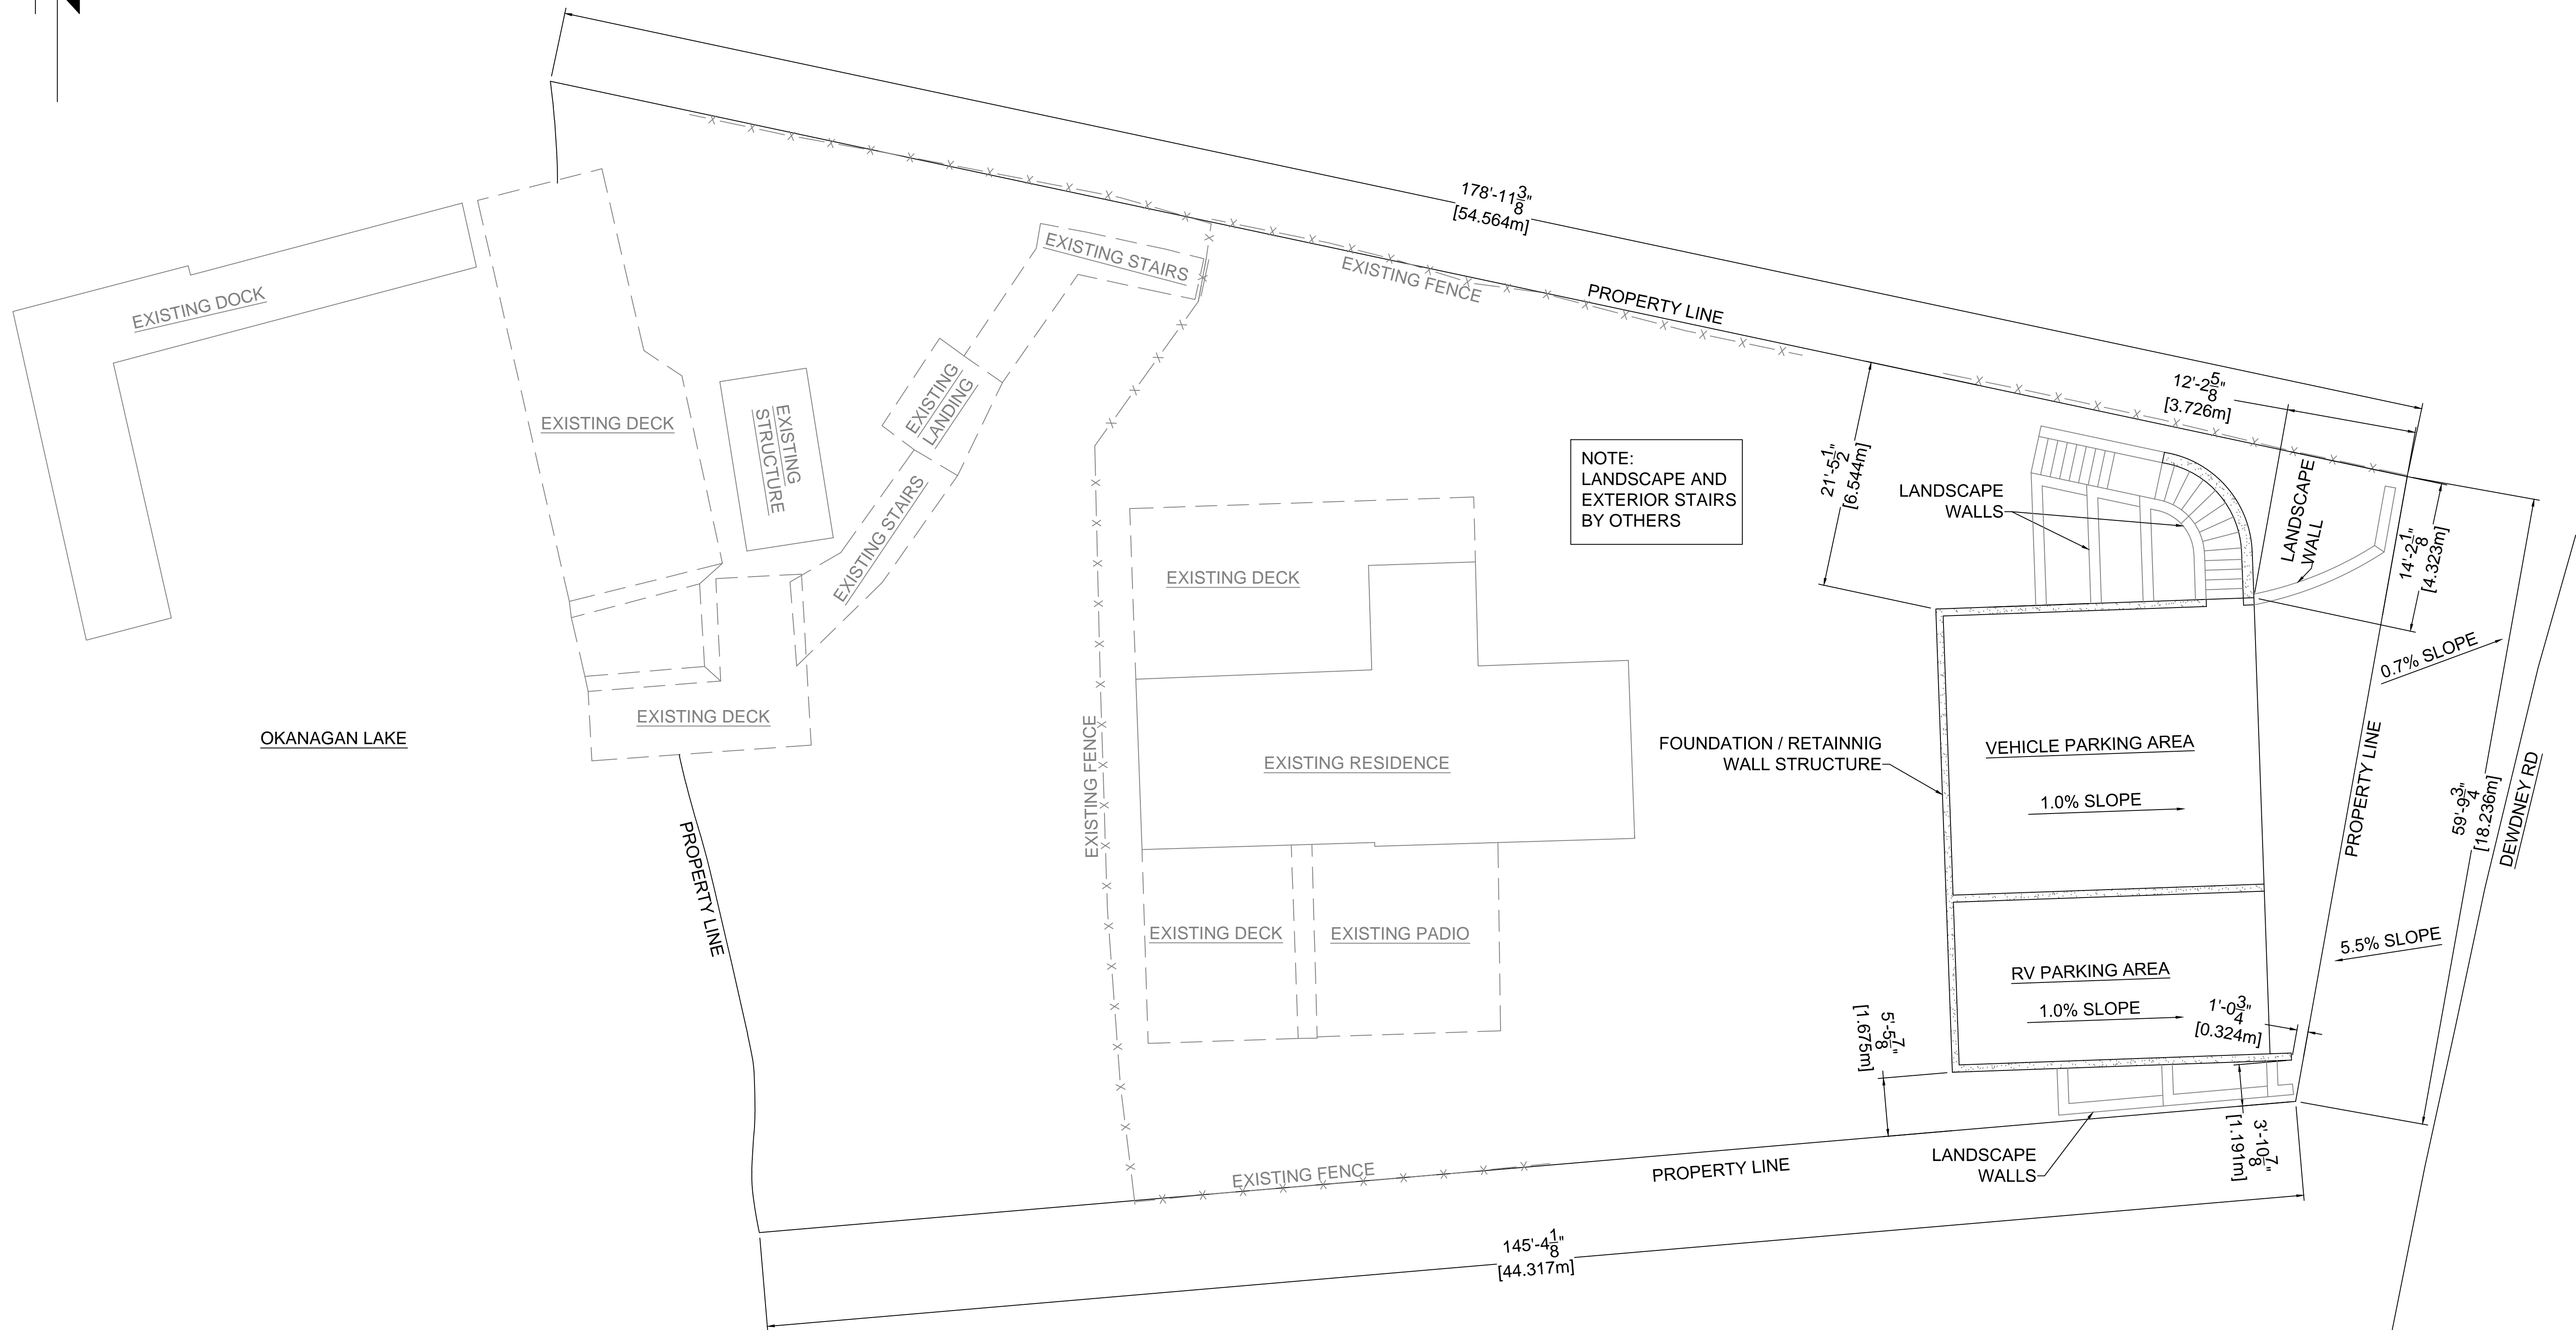 178'-11 3/8"
[54.564m]
EXISTING STAIRS
EXISTING FENCE
PROPERTY LINE
EXISTING DOCK
12'-2 5/8"
[3.726m]
EXISTING
LANDING
EXISTING DECK
EXISTING
STRUCTURE
NOTE:
LANDSCAPE AND
EXTERIOR STAIRS
BY OTHERS
21'-5 1/2"
[6.544m]
LANDSCAPE
WALLS
LANDSCAPE
WALL
14'-2 1/8"
[4.323m]
EXISTING STAIRS
EXISTING DECK
0.7% SLOPE
EXISTING DECK
OKANAGAN LAKE
EXISTING FENCE
EXISTING RESIDENCE
FOUNDATION / RETAINNIG
WALL STRUCTURE
VEHICLE PARKING AREA
1.0% SLOPE
PROPERTY LINE
59'-9 3/4"
[18.236m]
DEWDNEY RD
PROPERTY LINE
EXISTING DECK
EXISTING PADIO
5.5% SLOPE
RV PARKING AREA
1.0% SLOPE
1'-0 3/4"
[0.324m]
5'-5 7/8"
[1.675m]
EXISTING FENCE
PROPERTY LINE
LANDSCAPE
WALLS
3'-10 7/8"
[1.191m]
145'-4 1/8"
[44.317m]